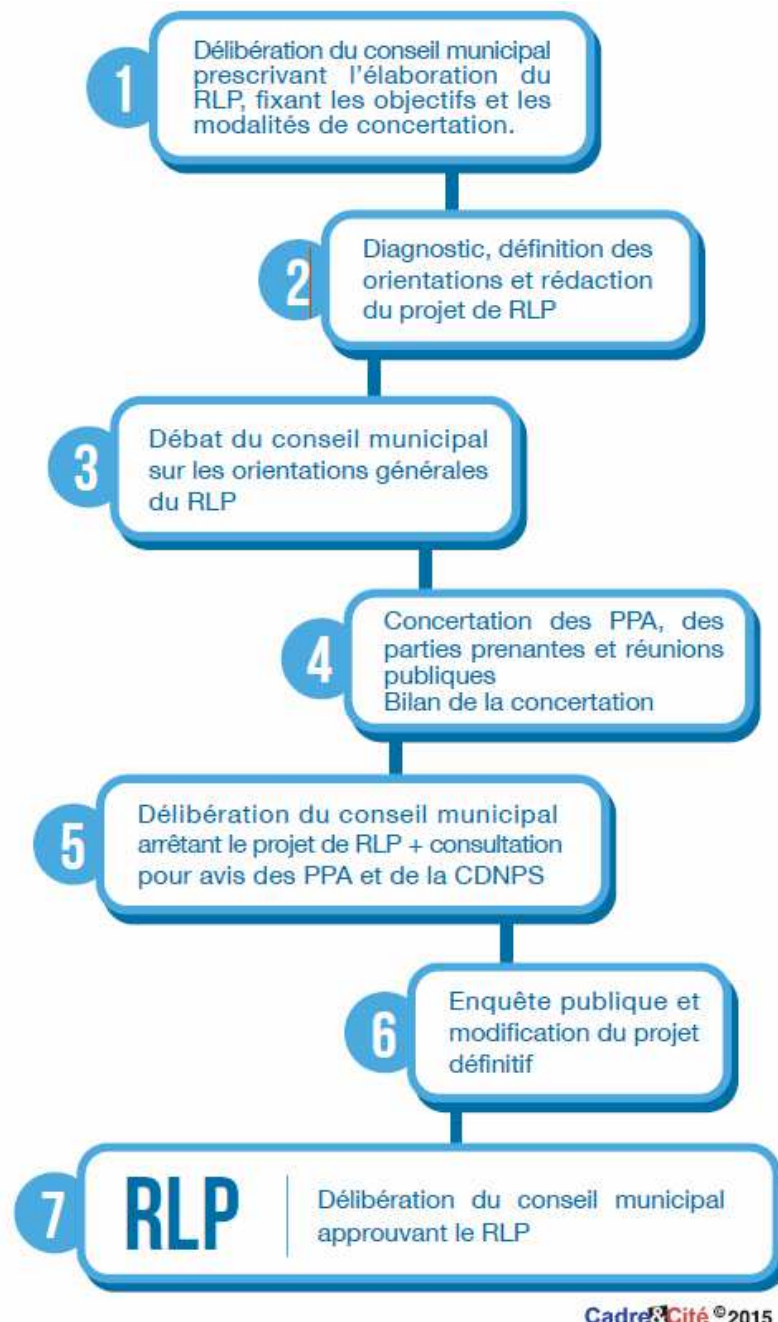 1
Délibération du conseil municipal
prescrivant l'élaboration du
RLP, fixant les objectifs et les
modalités de concertation.
2
Diagnostic, définition des
orientations et rédaction
du projet de RLP
3
Débat du conseil municipal
sur les orientations générales
du RLP
4
Concertation des PPA, des
parties prenantes et réunions
publiques
Bilan de la concertation
5
Délibération du conseil municipal
arrêtant le projet de RLP + consultation
pour avis des PPA et de la CDNPS
6
Enquête publique et
modification du projet
définitif
7
RLP
Délibération du conseil municipal
approuvant le RLP
Cadre&Cité © 2015